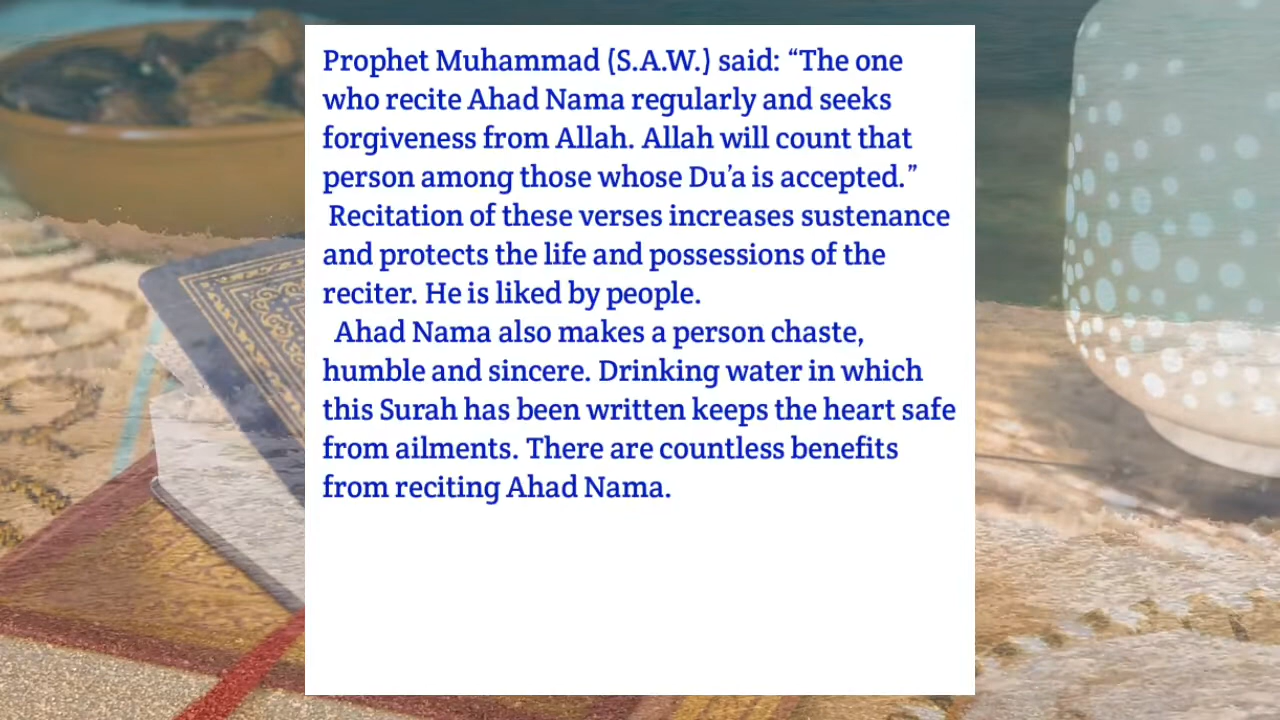 Prophet Muhammad (S.A.W.) said: “The one
who recite Ahad Nama regularly and seeks
forgiveness from Allah. Allah will count that
person among those whose Du’a is accepted.”
Recitation of these verses increases sustenance
and protects the life and possessions of the
reciter. He is liked by people.
Ahad Nama also makes a person chaste,
humble and sincere. Drinking water in which
this Surah has been written keeps the heart safe
from ailments. There are countless benefits
from reciting Ahad Nama.